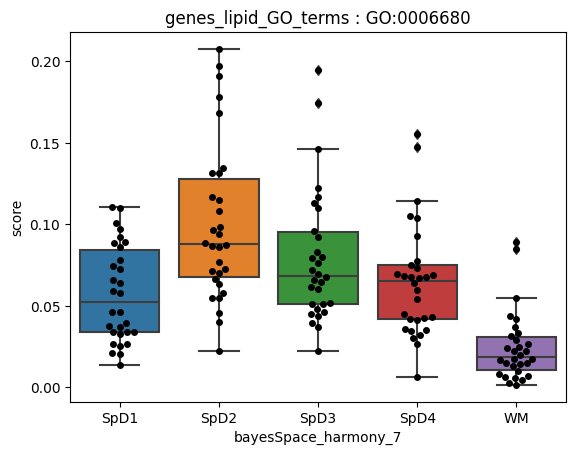 genes_lipid_GO_terms : GO:0006680
0.20
0.15
0.10
0.05
0.00
score
SpD1 SpD2 SpD3 SpD4 WM
bayesSpace_harmony_7